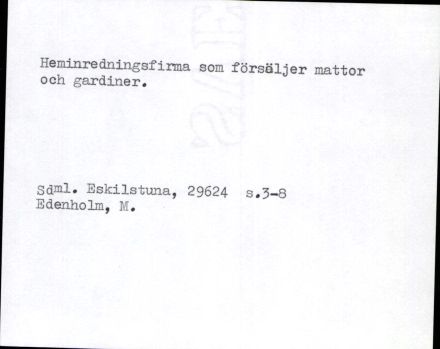 Heminredningsfirma som försäljer mattor
och gardiner.
Sdml. Eskilstuna, 29624 s.3-8
Edenholm, M.